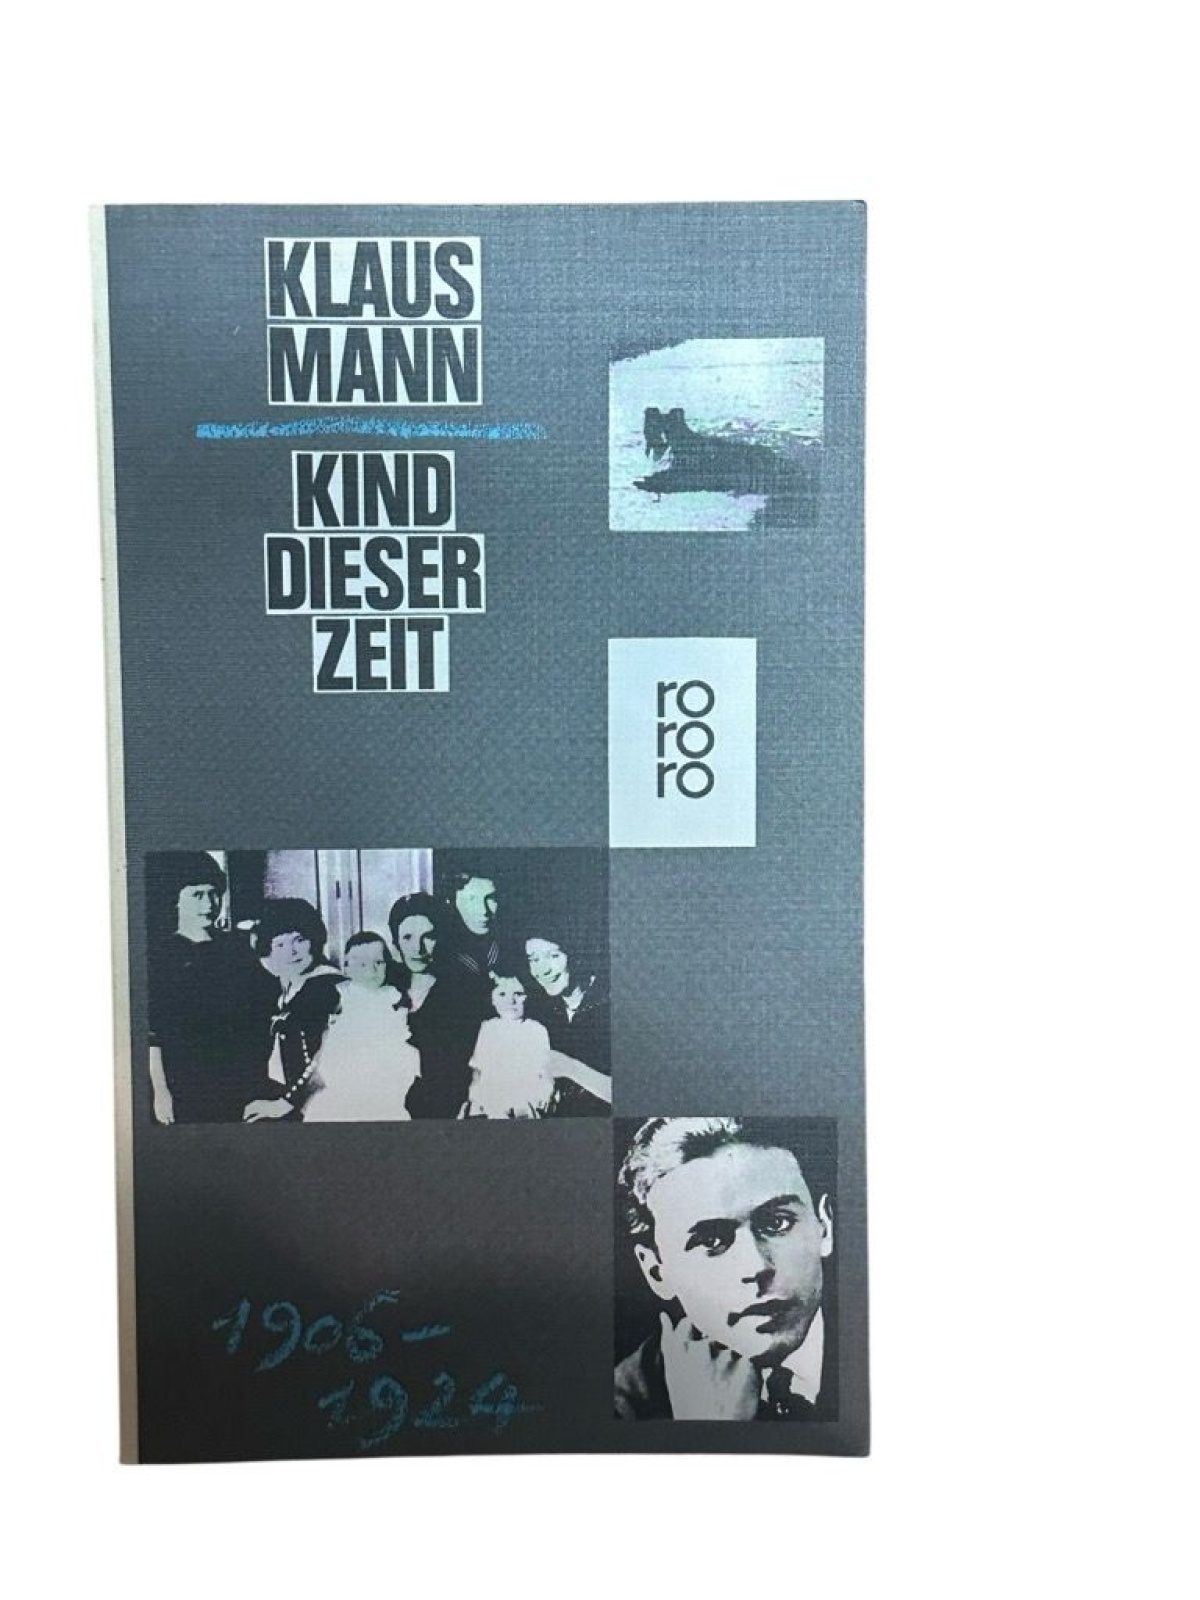 KLAUS
MANN
KIND
DIESER
ZEIT
ro
ro
ro
1906–
1924